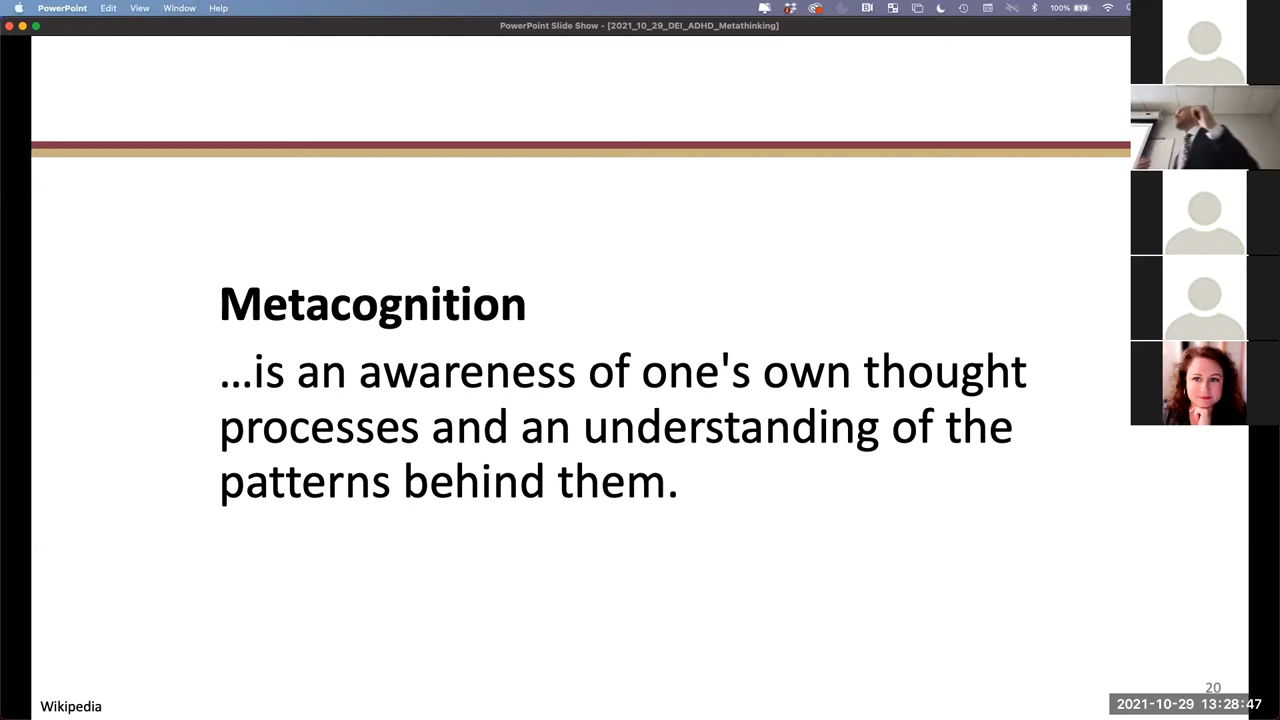 PowerPoint Edit View Window Help
100%
PowerPoint Slide Show - [2021_10_29_DEI_ADHD_Metathinking]
Metacognition
...is an awareness of one's own thought
processes and an understanding of the
patterns behind them.
20
Wikipedia
2021-10-29 13:28:47